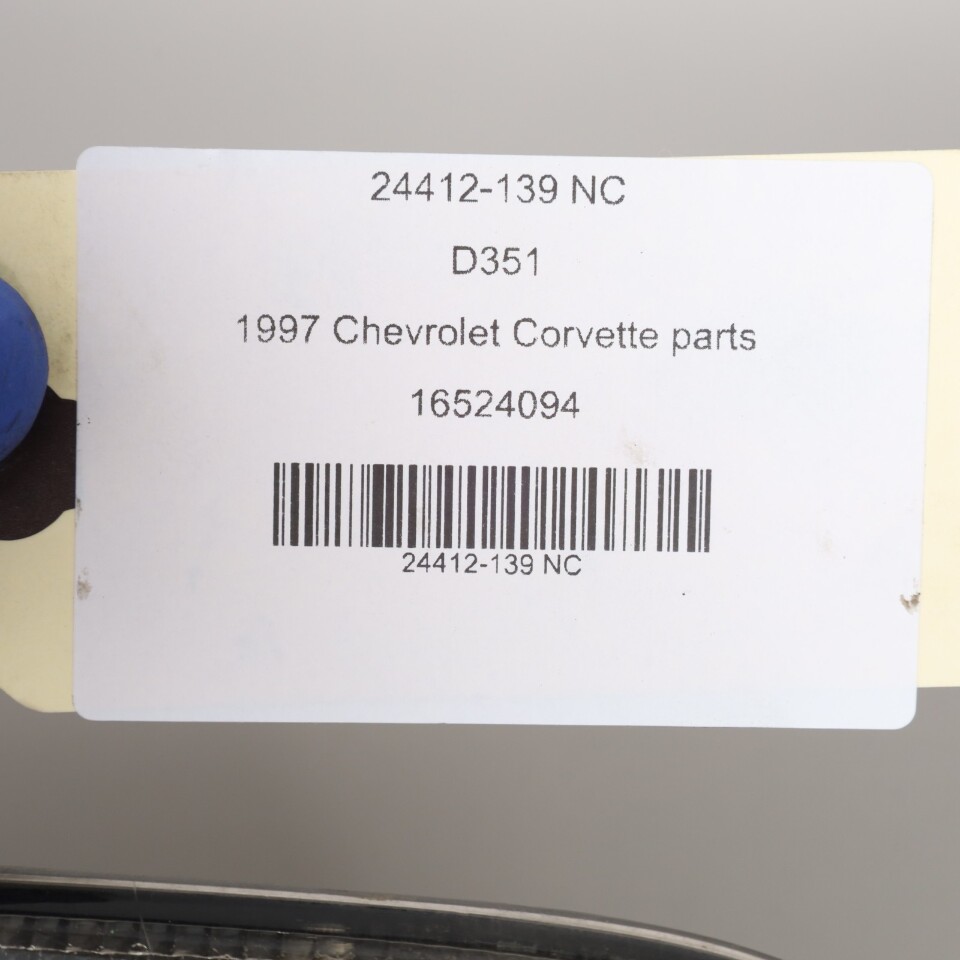 24412-139 NC
D351
1997 Chevrolet Corvette parts
16524094
24412-139 NC